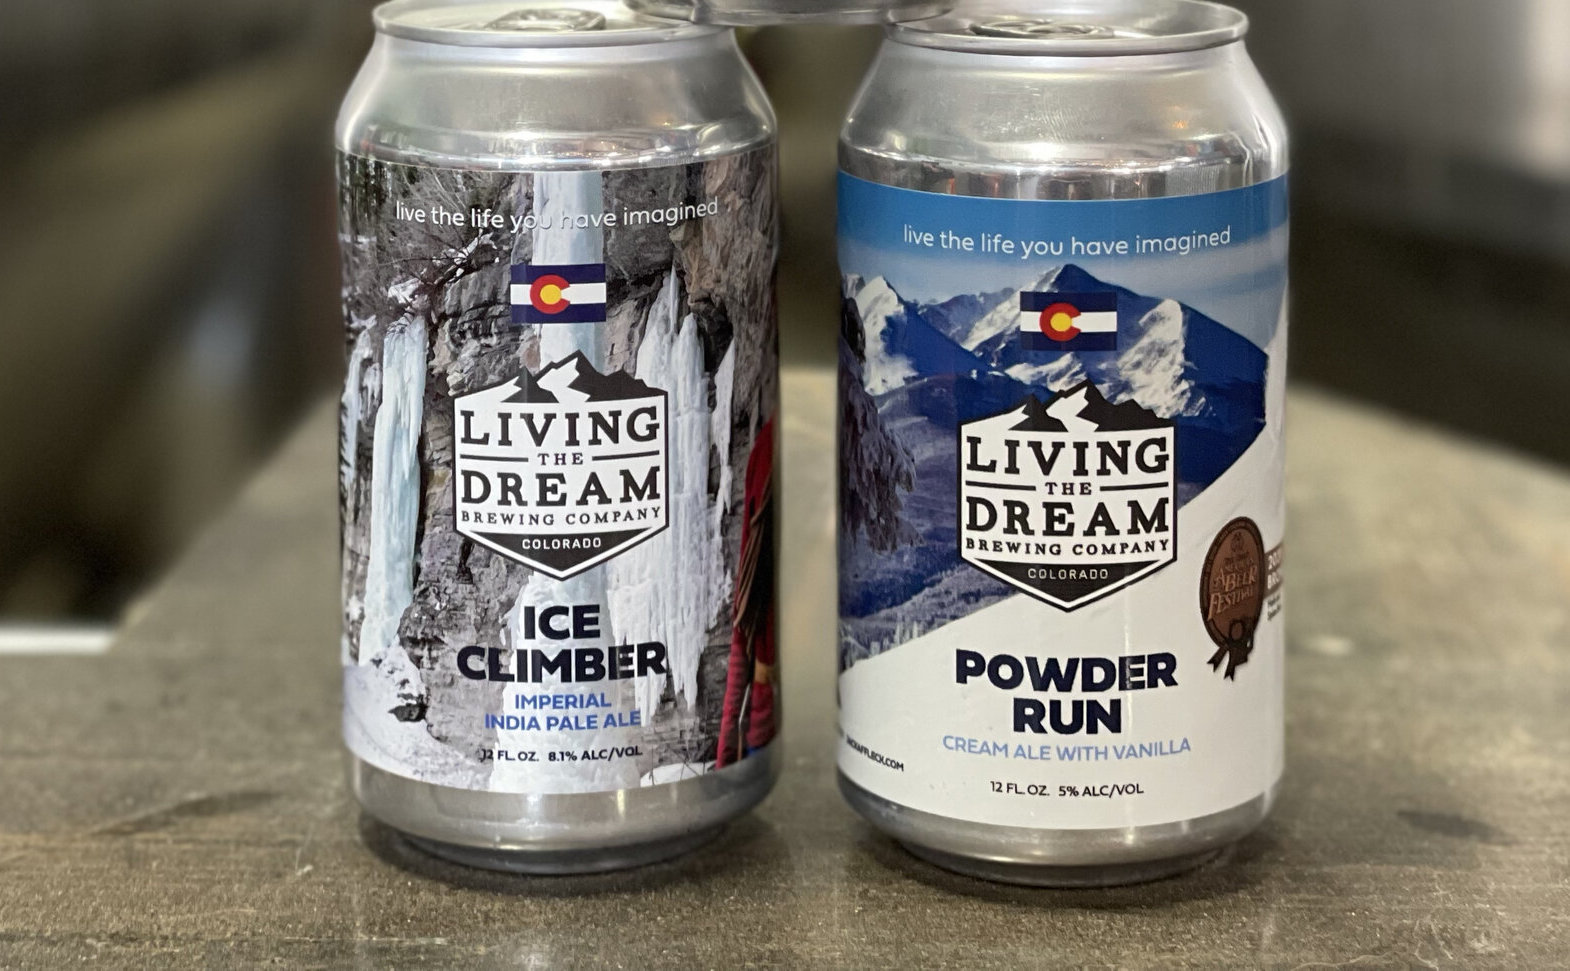 live the life you have imagined
LIVING
THE
DREAM
BREWING COMPANY
COLORADO
ICE
CLIMBER
IMPERIAL
INDIA PALE ALE
12 FL. OZ. 8.1% ALC/VOL
live the life you have imagined
LIVING
THE
DREAM
BREWING COMPANY
COLORADO
BEER
FESTIVAL
POWDER
RUN
CREAM ALE WITH VANILLA
12 FL. OZ. 5% ALC/VOL